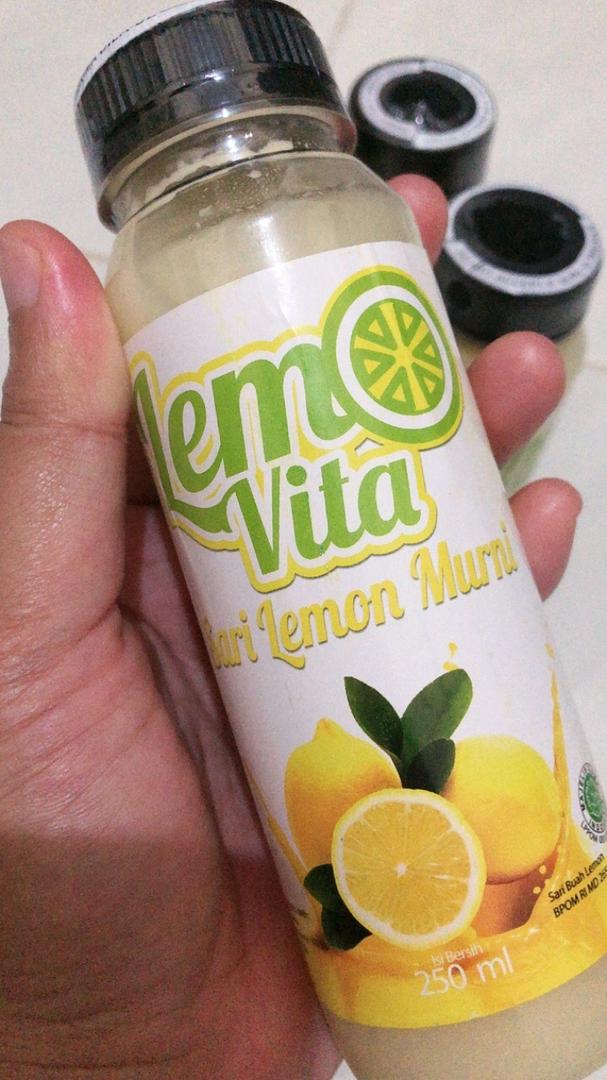 Lemo
Vita
Sari Lemon Murni
Sari Buah Lemon
BPOM RI MD
Isi Bersih
250 ml